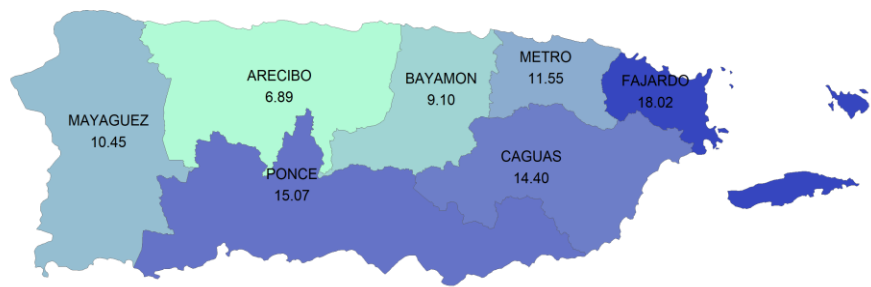 METRO
11.55
ARECIBO
6.89
BAYAMON
9.10
FAJARDO
18.02
MAYAGUEZ
10.45
CAGUAS
14.40
PONCE
15.07